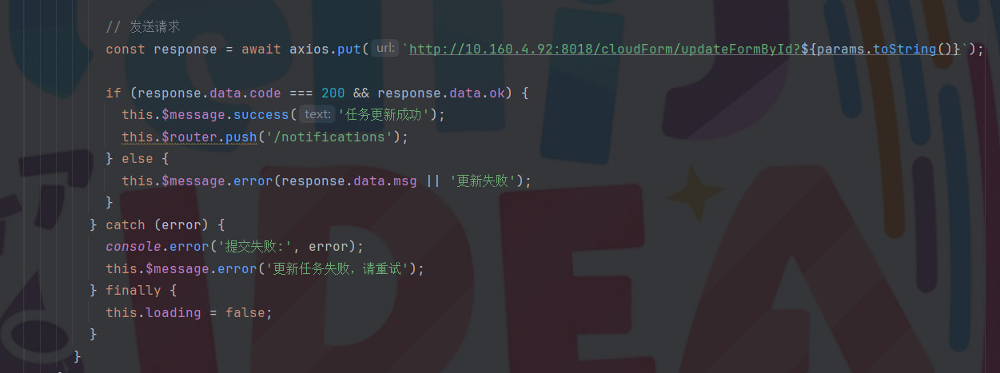 // 发送请求
const response = await axios.put( url: `http://10.160.4.92:8018/cloudForm/updateFormById?${params.toString()}`);
if (response.data.code === 200 && response.data.ok) {
this.$message.success( text: '任务更新成功');
this.$router.push('/notifications');
} else {
this.$message.error(response.data.msg || '更新失败');
}
} catch (error) {
console.error('提交失败:', error);
this.$message.error('更新任务失败，请重试');
} finally {
this.loading = false;
}
}
IDEA